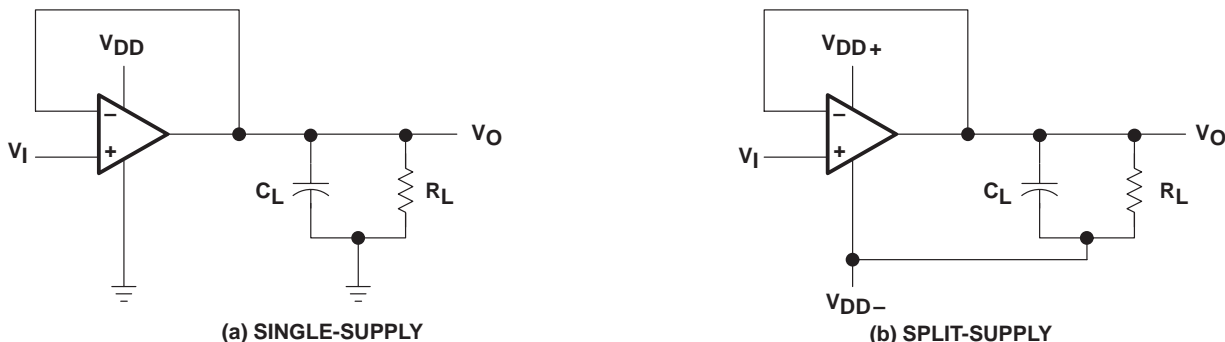 VDD
−
+
VI
VO
CL
RL
(a) SINGLE-SUPPLY
VDD+
−
+
VI
VO
CL
RL
VDD−
(b) SPLIT-SUPPLY